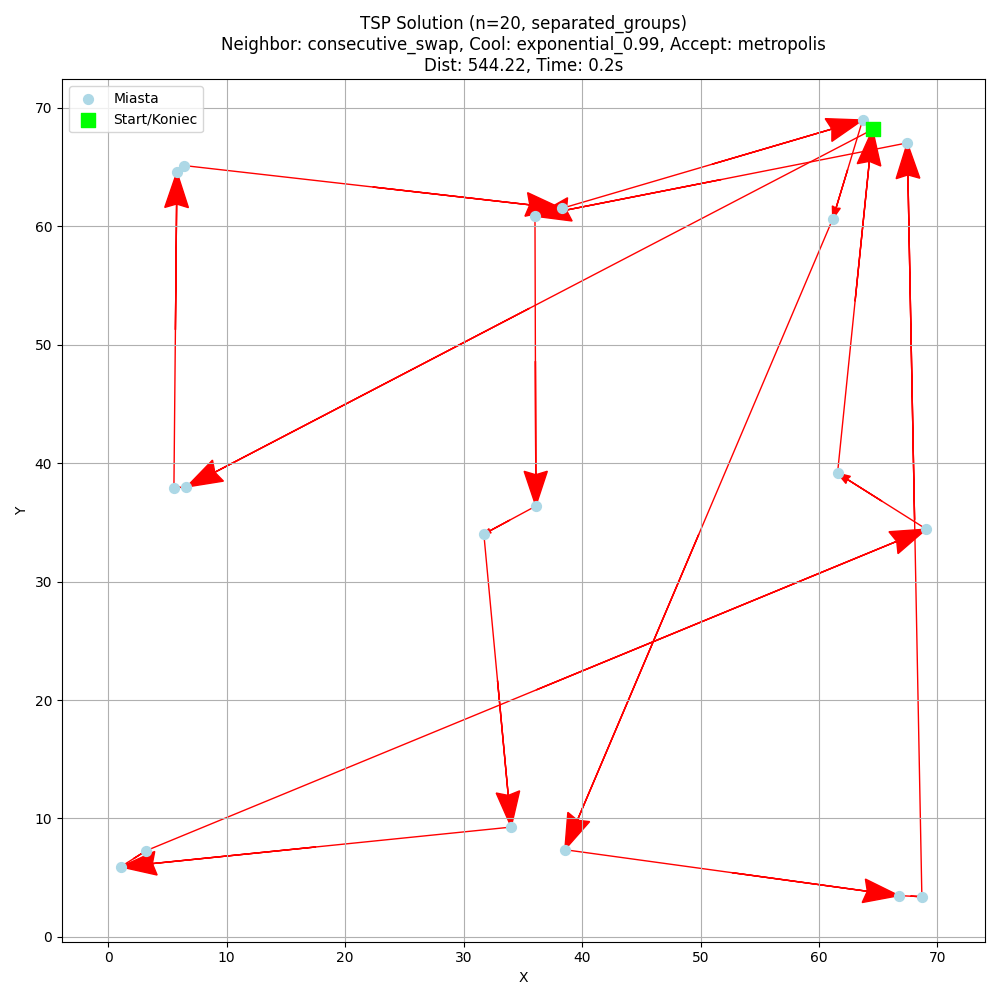 TSP Solution (n=20, separated_groups)
Neighbor: consecutive_swap, Cool: exponential_0.99, Accept: metropolis
Dist: 544.22, Time: 0.2s
Miasta
Start/Koniec
70
60
50
40
30
20
10
0
Y
0 10 20 30 40 50 60 70
X